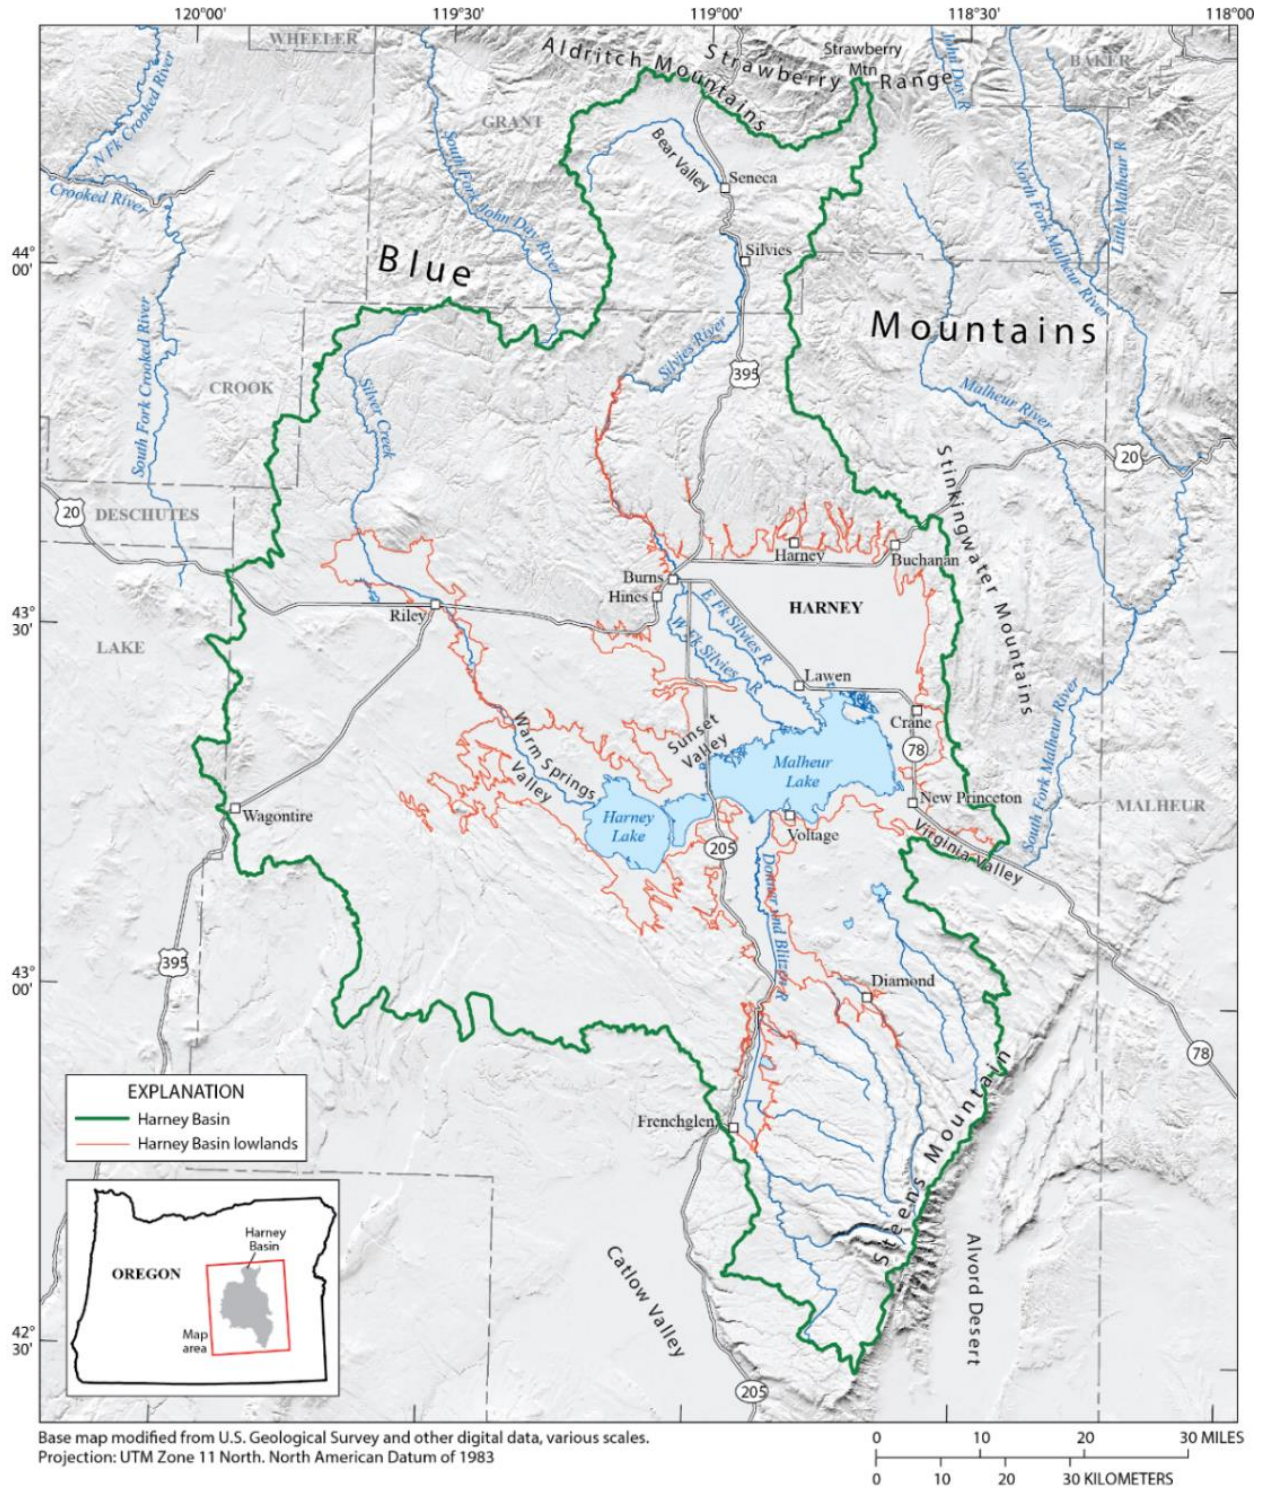 120°00'
119°30'
119°00'
118°30'
118°00'
WHEELER
Aldritch Mountains
Strawberry Range
Strawberry
Mtn
John Day R
BAKER
N Fk Crooked River
GRANT
South Fork John Day River
Bear Valley
Seneca
North Fork Malheur River
Little Malheur R
Crooked River
44°
00'
Blue
Silvies
Mountains
South Fork Crooked River
CROOK
Silvies River
395
Silver Creek
Malheur River
20
Stinkingwater Mountains
20
DESCHUTES
Harney
Buchanan
Burns
Hines
HARNEY
43°
30'
Riley
E Fk Silvies R
W Fk Silvies R
LAKE
Lawen
Crane
South Fork Malheur River
Sunset
Valley
78
Warm Springs
Valley
Malheur
Lake
New Princeton
MALHEUR
Wagontire
Harney
Lake
Voltage
Virginia Valley
205
Donner und Blitzen R
395
43°
00'
Diamond
78
EXPLANATION
Harney Basin
Harney Basin lowlands
Frenchglen
Steens Mountain
Harney
Basin
OREGON
Map
area
Catlow Valley
Alvord Desert
42°
30'
205
Base map modified from U.S. Geological Survey and other digital data, various scales.
Projection: UTM Zone 11 North. North American Datum of 1983
0 10 20 30 MILES
0 10 20 30 KILOMETERS